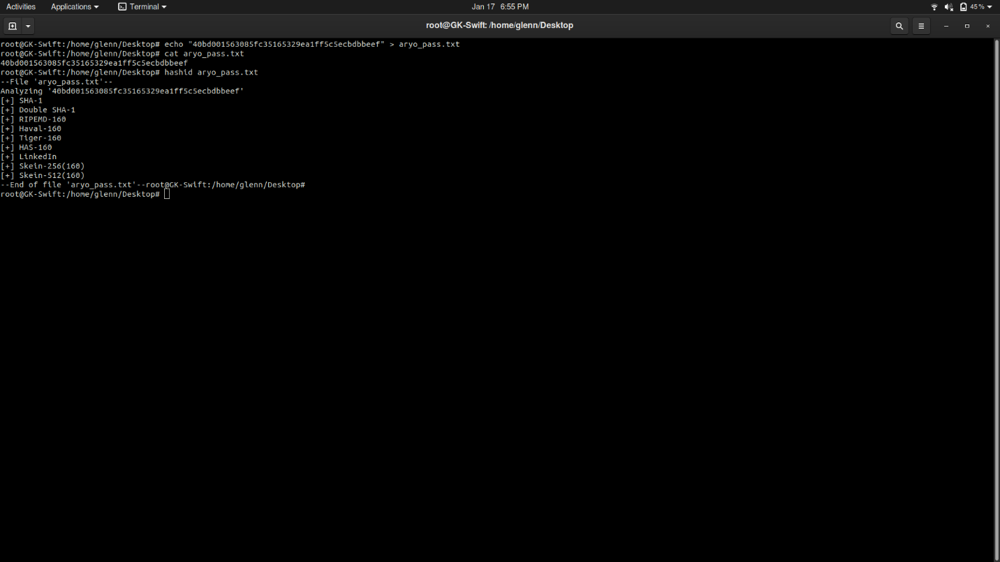 Activities Applications Terminal Jan 17 6:55 PM 45 %
root@GK-Swift: /home/glenn/Desktop
root@GK-Swift:/home/glenn/Desktop# echo "40bd001563085fc35165329ea1ff5c5ecbdbbeef" > aryo_pass.txt
root@GK-Swift:/home/glenn/Desktop# cat aryo_pass.txt
40bd001563085fc35165329ea1ff5c5ecbdbbeef
root@GK-Swift:/home/glenn/Desktop# hashid aryo_pass.txt
--File 'aryo_pass.txt'--
Analyzing '40bd001563085fc35165329ea1ff5c5ecbdbbeef'
[+] SHA-1
[+] Double SHA-1
[+] RIPEMD-160
[+] Haval-160
[+] Tiger-160
[+] HAS-160
[+] LinkedIn
[+] Skein-256(160)
[+] Skein-512(160)
--End of file 'aryo_pass.txt'--root@GK-Swift:/home/glenn/Desktop#
root@GK-Swift:/home/glenn/Desktop#